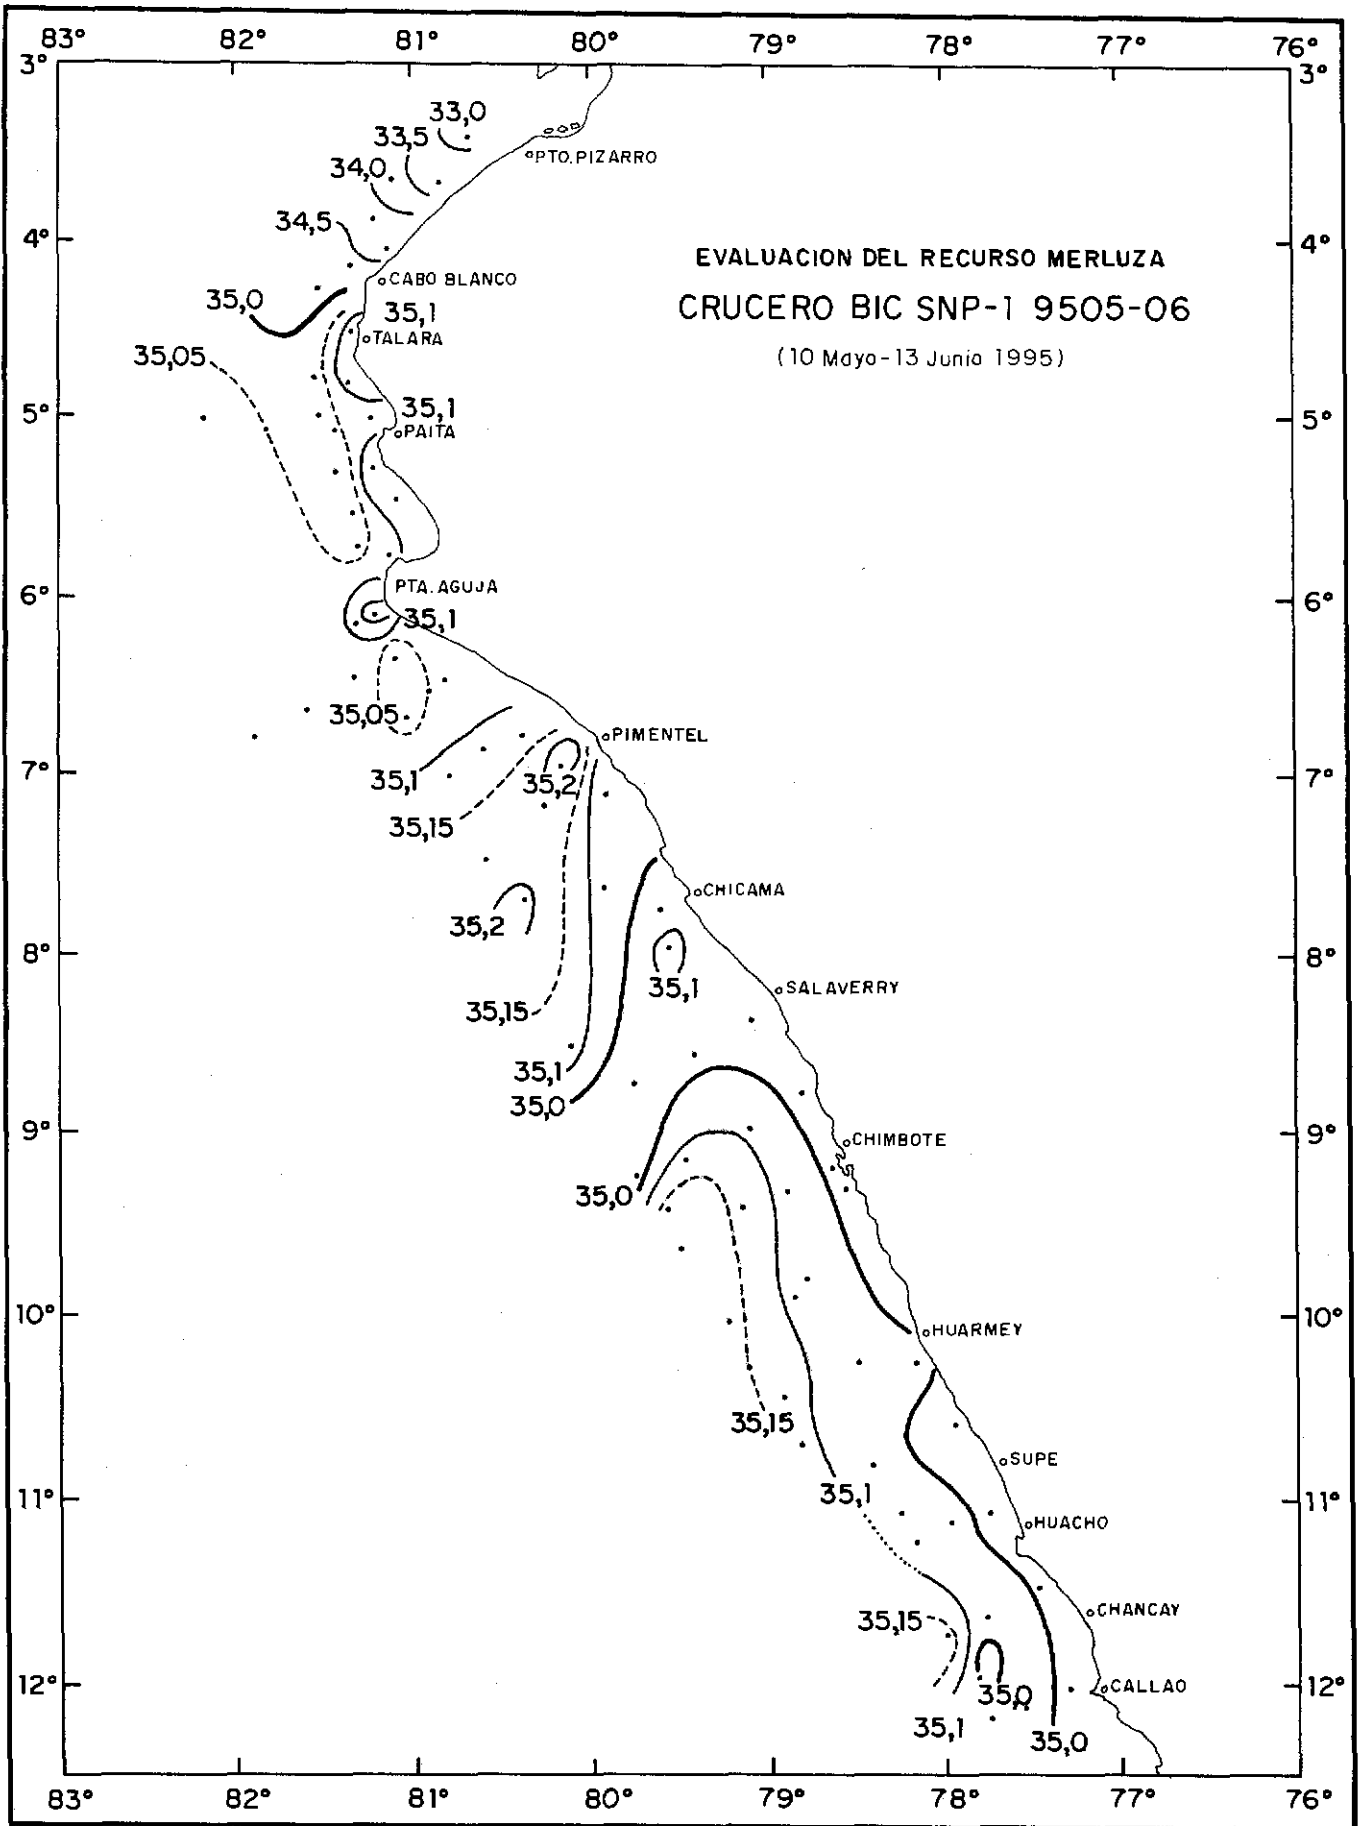 83° 82° 81° 80° 79° 78° 77° 76°
3° 3°
33,0
33,5
PTO. PIZARRO
34,0
34,5
4° 4°
EVALUACION DEL RECURSO MERLUZA
CABO BLANCO
35,0
35,1
CRUCERO BIC SNP-1 9505-06
TALARA
35,05
(10 Mayo-13 Junio 1995)
35,1
5° 5°
PAITA
PTA. AGUJA
6° 6°
35,1
35,05
PIMENTEL
7° 7°
35,1
35,2
35,15
CHICAMA
35,2
8° 8°
35,1
SALAVERRY
35,15
35,1
35,0
9° 9°
CHIMBOTE
35,0
10° 10°
HUARMEY
35,15
SUPE
35,1
11° 11°
HUACHO
CHANCAY
35,15
12° 12°
CALLAO
35,0
35,1
35,0
83° 82° 81° 80° 79° 78° 77° 76°